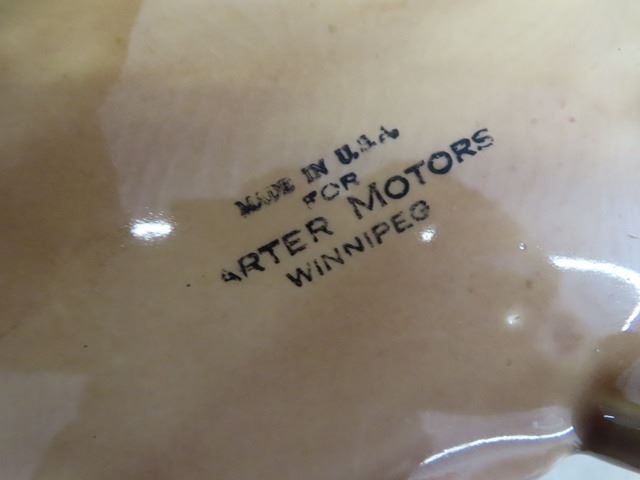 MADE IN U.S.A
FOR
ARTER MOTORS
WINNIPEG